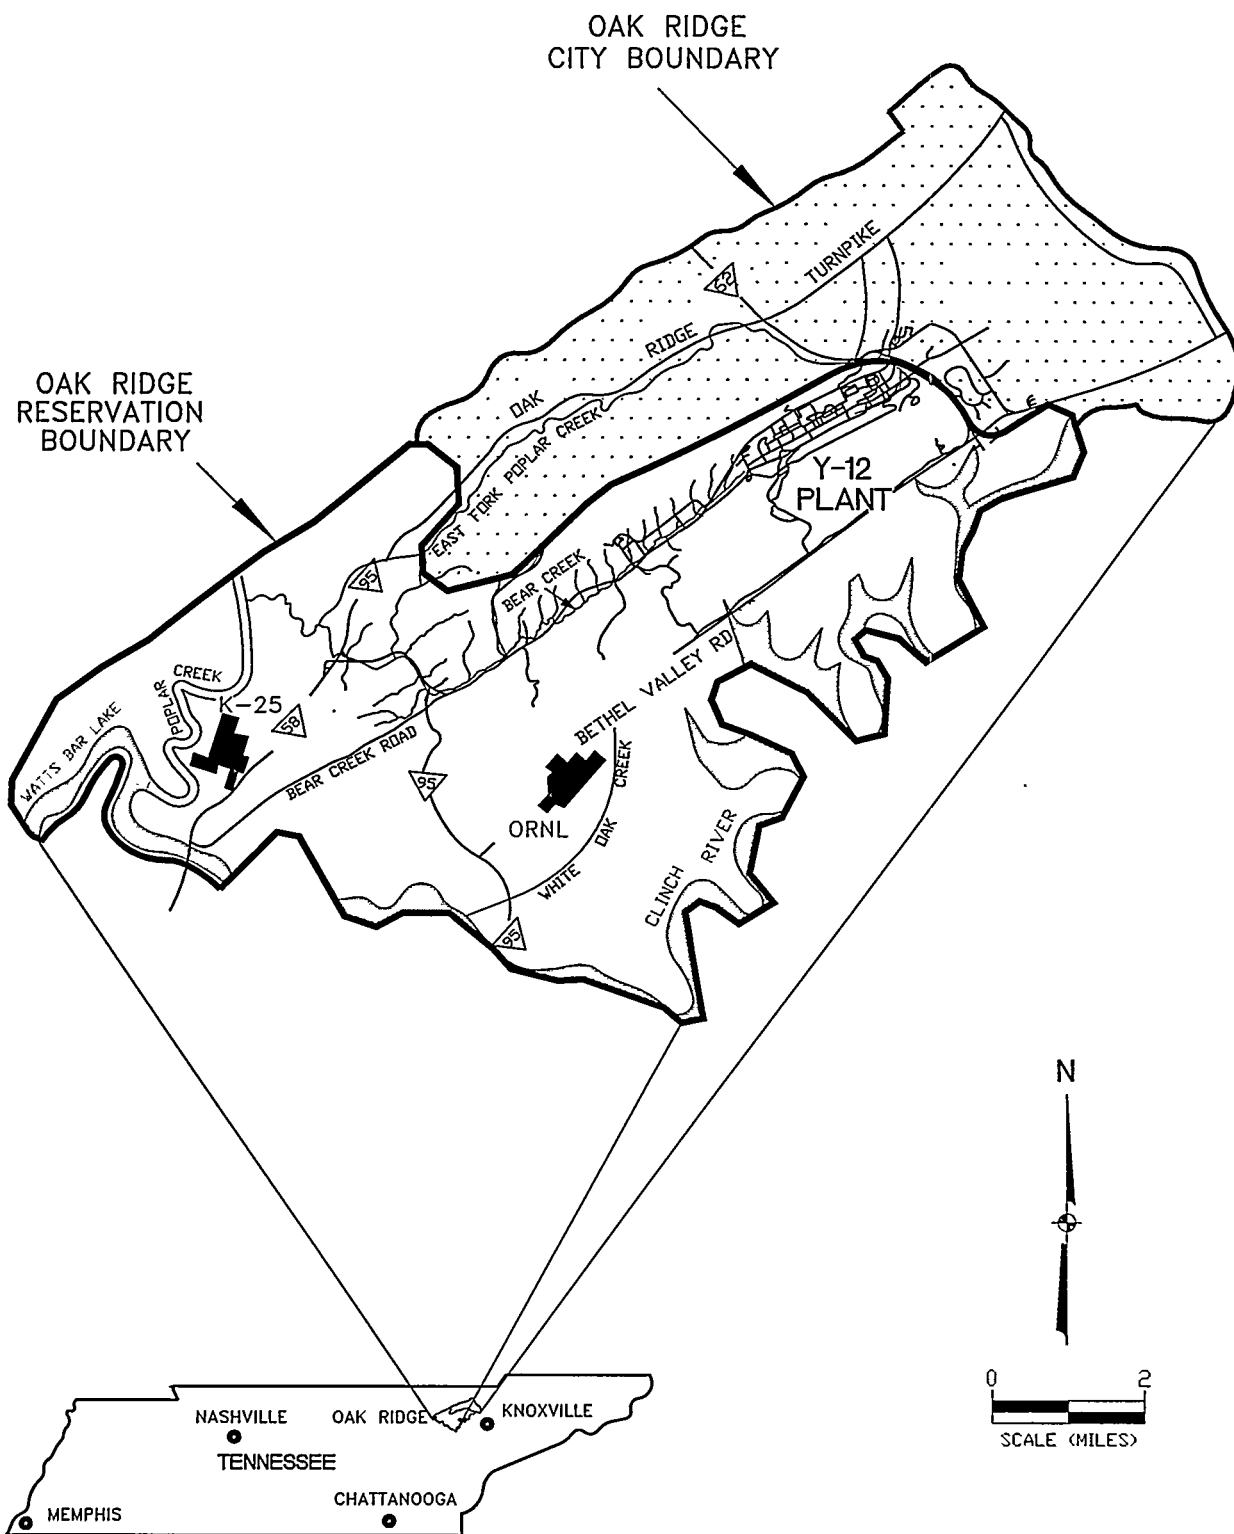 OAK RIDGE
CITY BOUNDARY
TURNPIKE
62
RIDGE
OAK
OAK RIDGE
RESERVATION
BOUNDARY
EAST FORK POPLAR CREEK
Y-12
PLANT
95
BEAR CREEK
BETHEL VALLEY RD
POPLAR CREEK
K-25
58
WATTS BAR LAKE
BEAR CREEK ROAD
95
ORNL
WHITE OAK CREEK
CLINCH RIVER
95
N
0 2
SCALE (MILES)
NASHVILLE
OAK RIDGE
KNOXVILLE
TENNESSEE
CHATTANOOGA
MEMPHIS